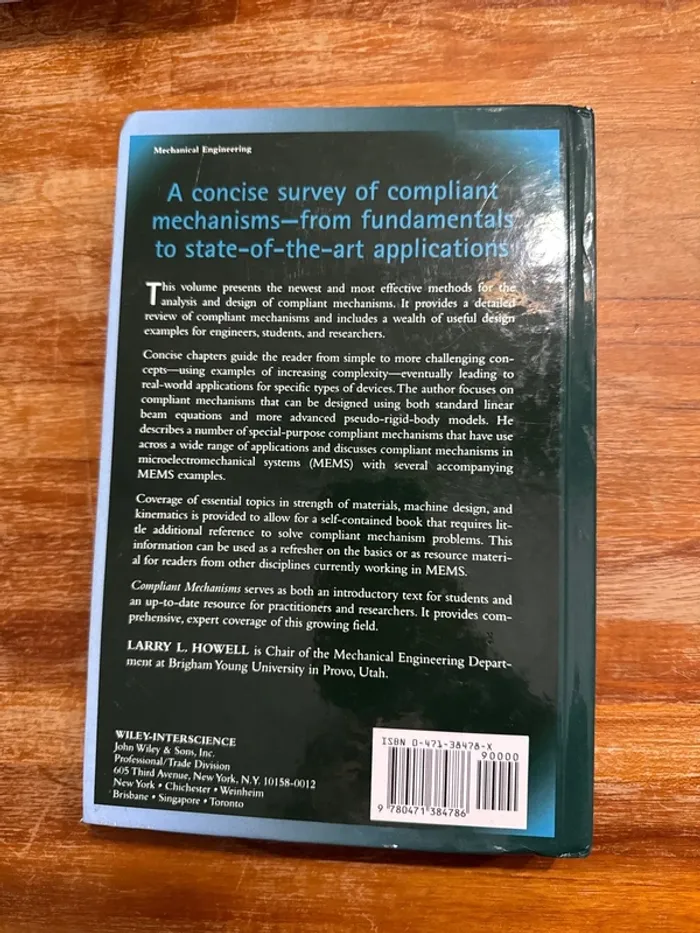 Mechanical Engineering
A concise survey of compliant
mechanisms—from fundamentals
to state-of-the-art applications
This volume presents the newest and most effective methods for the
analysis and design of compliant mechanisms. It provides a detailed
review of compliant mechanisms and includes a wealth of useful design
examples for engineers, students, and researchers.
Concise chapters guide the reader from simple to more challenging con-
cepts—using examples of increasing complexity—eventually leading to
real-world applications for specific types of devices. The author focuses on
compliant mechanisms that can be designed using both standard linear
beam equations and more advanced pseudo-rigid-body models. He
describes a number of special-purpose compliant mechanisms that have use
across a wide range of applications and discusses compliant mechanisms in
microelectromechanical systems (MEMS) with several accompanying
MEMS examples.
Coverage of essential topics in strength of materials, machine design, and
kinematics is provided to allow for a self-contained book that requires lit-
tle additional reference to solve compliant mechanism problems. This
information can be used as a refresher on the basics or as resource materi-
al for readers from other disciplines currently working in MEMS.
Compliant Mechanisms serves as both an introductory text for students and
an up-to-date resource for practitioners and researchers. It provides com-
prehensive, expert coverage of this growing field.
LARRY L. HOWELL is Chair of the Mechanical Engineering Depart-
ment at Brigham Young University in Provo, Utah.
WILEY-INTERSCIENCE
John Wiley & Sons, Inc.
Professional/Trade Division
605 Third Avenue, New York, N.Y. 10158-0012
New York • Chichester • Weinheim
Brisbane • Singapore • Toronto
ISBN 0-471-38478-X
90000
9 780471 384786